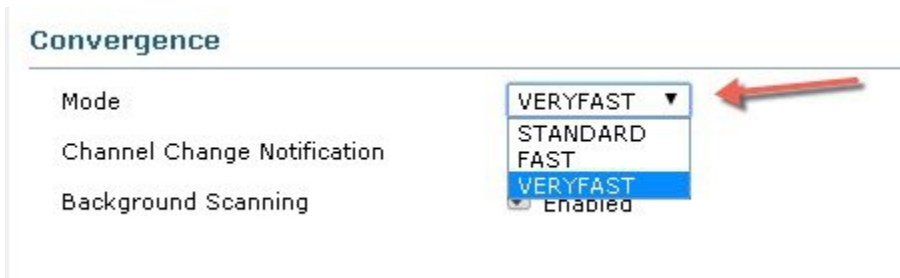 Convergence
Mode
VERYFAST
STANDARD
FAST
VERYFAST
Channel Change Notification
Background Scanning
Enabled